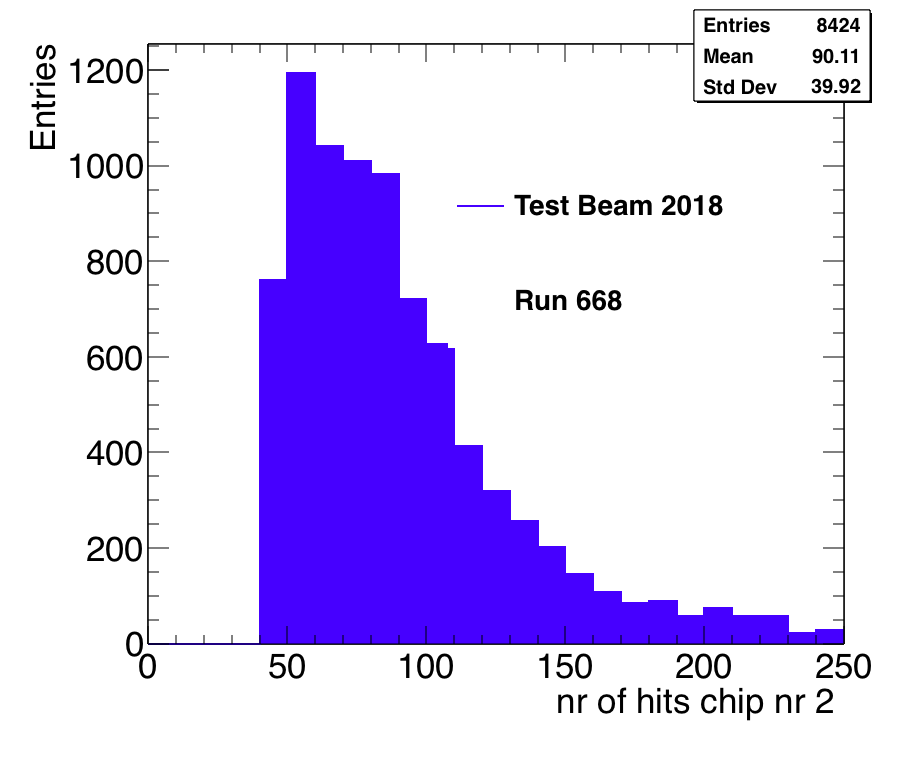 Entries 8424
Mean 90.11
Std Dev 39.92
Entries
1200
1000
800
600
400
200
0
Test Beam 2018
Run 668
0 50 100 150 200 250
nr of hits chip nr 2